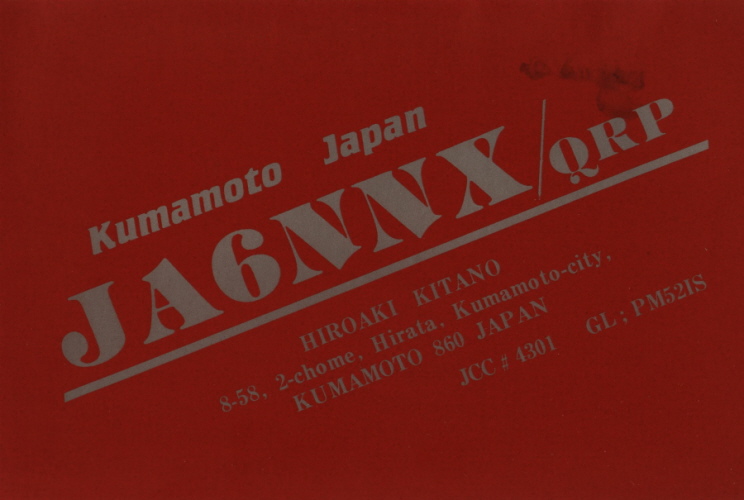 Kumamoto Japan
JA6NNX/QRP
HIROAKI KITANO
8-58, 2-chome, Hirata, Kumamoto-city,
KUMAMOTO 860 JAPAN
JCC # 4301 GL ; PM52IS